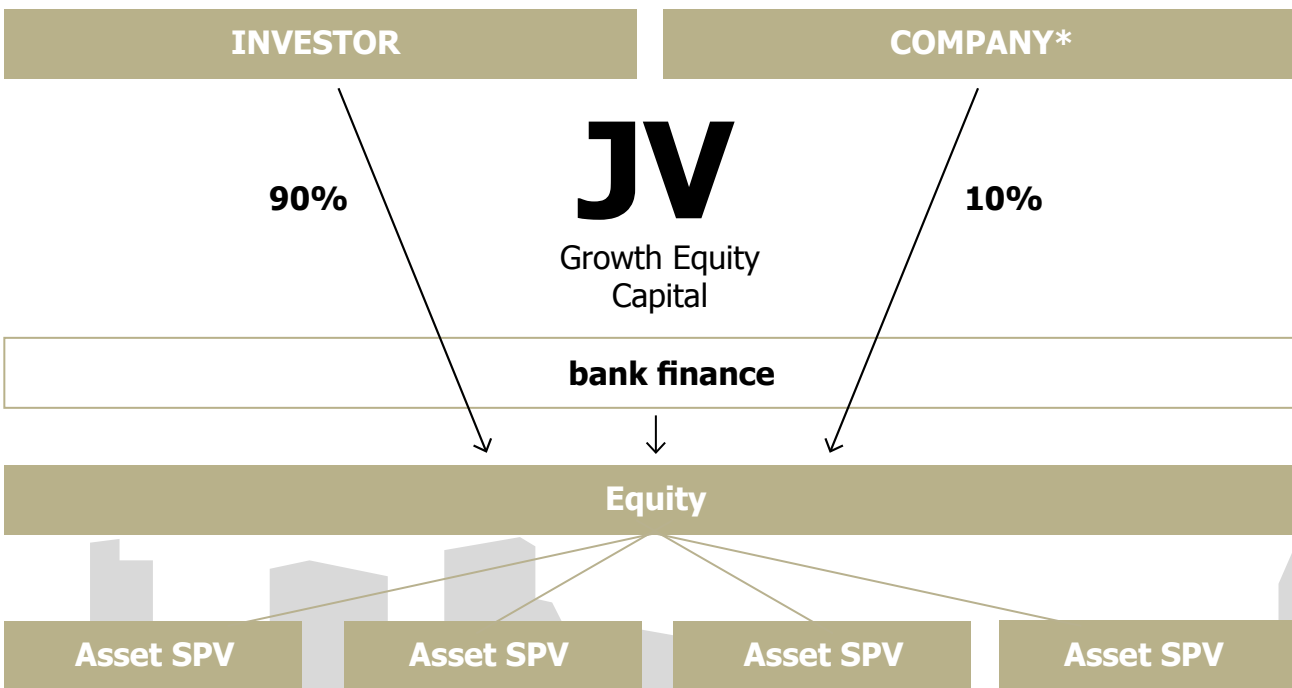 INVESTOR
COMPANY*
JV
90%
10%
Growth Equity
Capital
bank finance
Equity
Asset SPV
Asset SPV
Asset SPV
Asset SPV